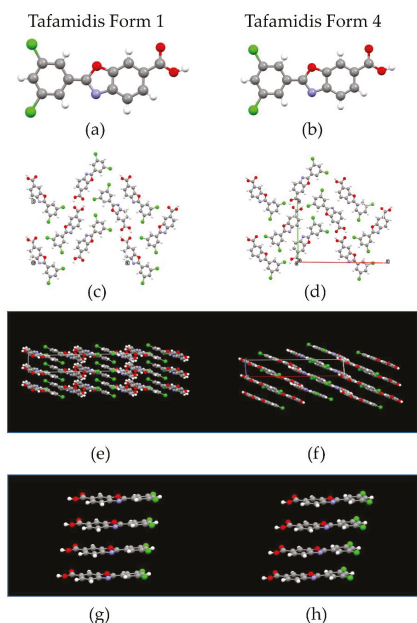 Tafamidis Form 1
Tafamidis Form 4
(a)
(b)
(c)
(d)
(e)
(f)
(g)
(h)